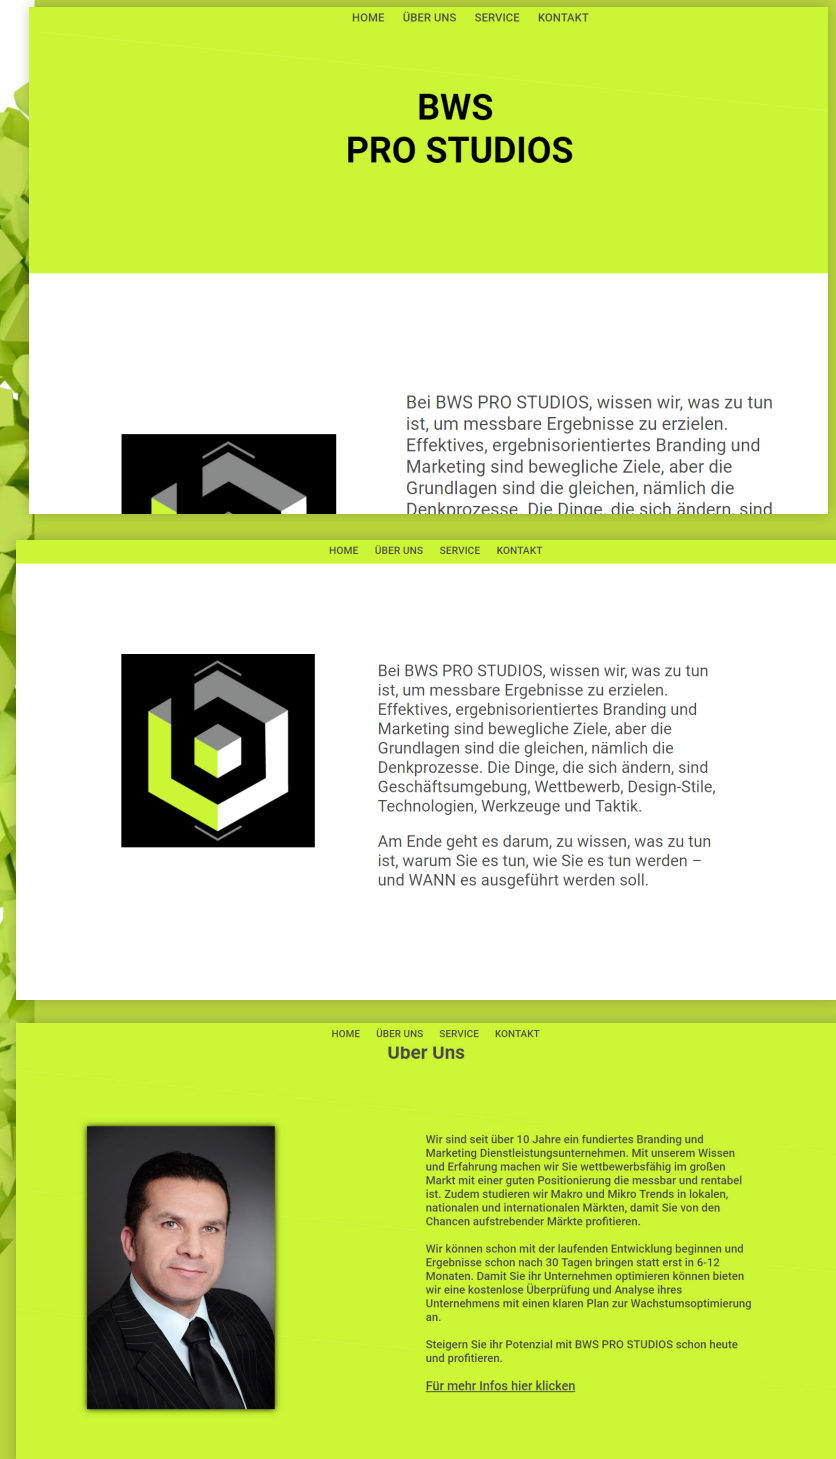 HOME ÜBER UNS SERVICE KONTAKT
BWS
PRO STUDIOS
Bei BWS PRO STUDIOS, wissen wir, was zu tun
ist, um messbare Ergebnisse zu erzielen.
Effektives, ergebnisorientiertes Branding und
Marketing sind bewegliche Ziele, aber die
Grundlagen sind die gleichen, nämlich die
Denkprozesse. Die Dinge, die sich ändern, sind
HOME ÜBER UNS SERVICE KONTAKT
Bei BWS PRO STUDIOS, wissen wir, was zu tun
ist, um messbare Ergebnisse zu erzielen.
Effektives, ergebnisorientiertes Branding und
Marketing sind bewegliche Ziele, aber die
Grundlagen sind die gleichen, nämlich die
Denkprozesse. Die Dinge, die sich ändern, sind
Geschäftsumgebung, Wettbewerb, Design-Stile,
Technologien, Werkzeuge und Taktik.
Am Ende geht es darum, zu wissen, was zu tun
ist, warum Sie es tun, wie Sie es tun werden –
und WANN es ausgeführt werden soll.
HOME ÜBER UNS SERVICE KONTAKT
Uber Uns
Wir sind seit über 10 Jahre ein fundiertes Branding und
Marketing Dienstleistungsunternehmen. Mit unserem Wissen
und Erfahrung machen wir Sie wettbewerbsfähig im großen
Markt mit einer guten Positionierung die messbar und rentabel
ist. Zudem studieren wir Makro und Mikro Trends in lokalen,
nationalen und internationalen Märkten, damit Sie von den
Chancen aufstrebender Märkte profitieren.
Wir können schon mit der laufenden Entwicklung beginnen und
Ergebnisse schon nach 30 Tagen bringen statt erst in 6-12
Monaten. Damit Sie ihr Unternehmen optimieren können bieten
wir eine kostenlose Überprüfung und Analyse ihres
Unternehmens mit einen klaren Plan zur Wachstumsoptimierung
an.
Steigern Sie ihr Potenzial mit BWS PRO STUDIOS schon heute
und profitieren.
Für mehr Infos hier klicken